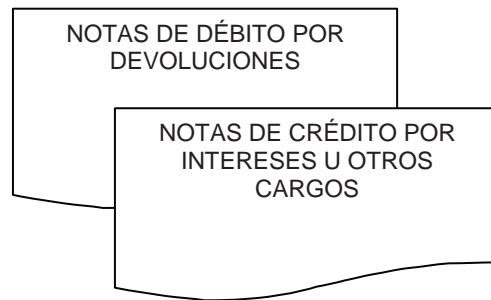 NOTAS DE DÉBITO POR
DEVOLUCIONES
NOTAS DE CRÉDITO POR
INTERESES U OTROS
CARGOS